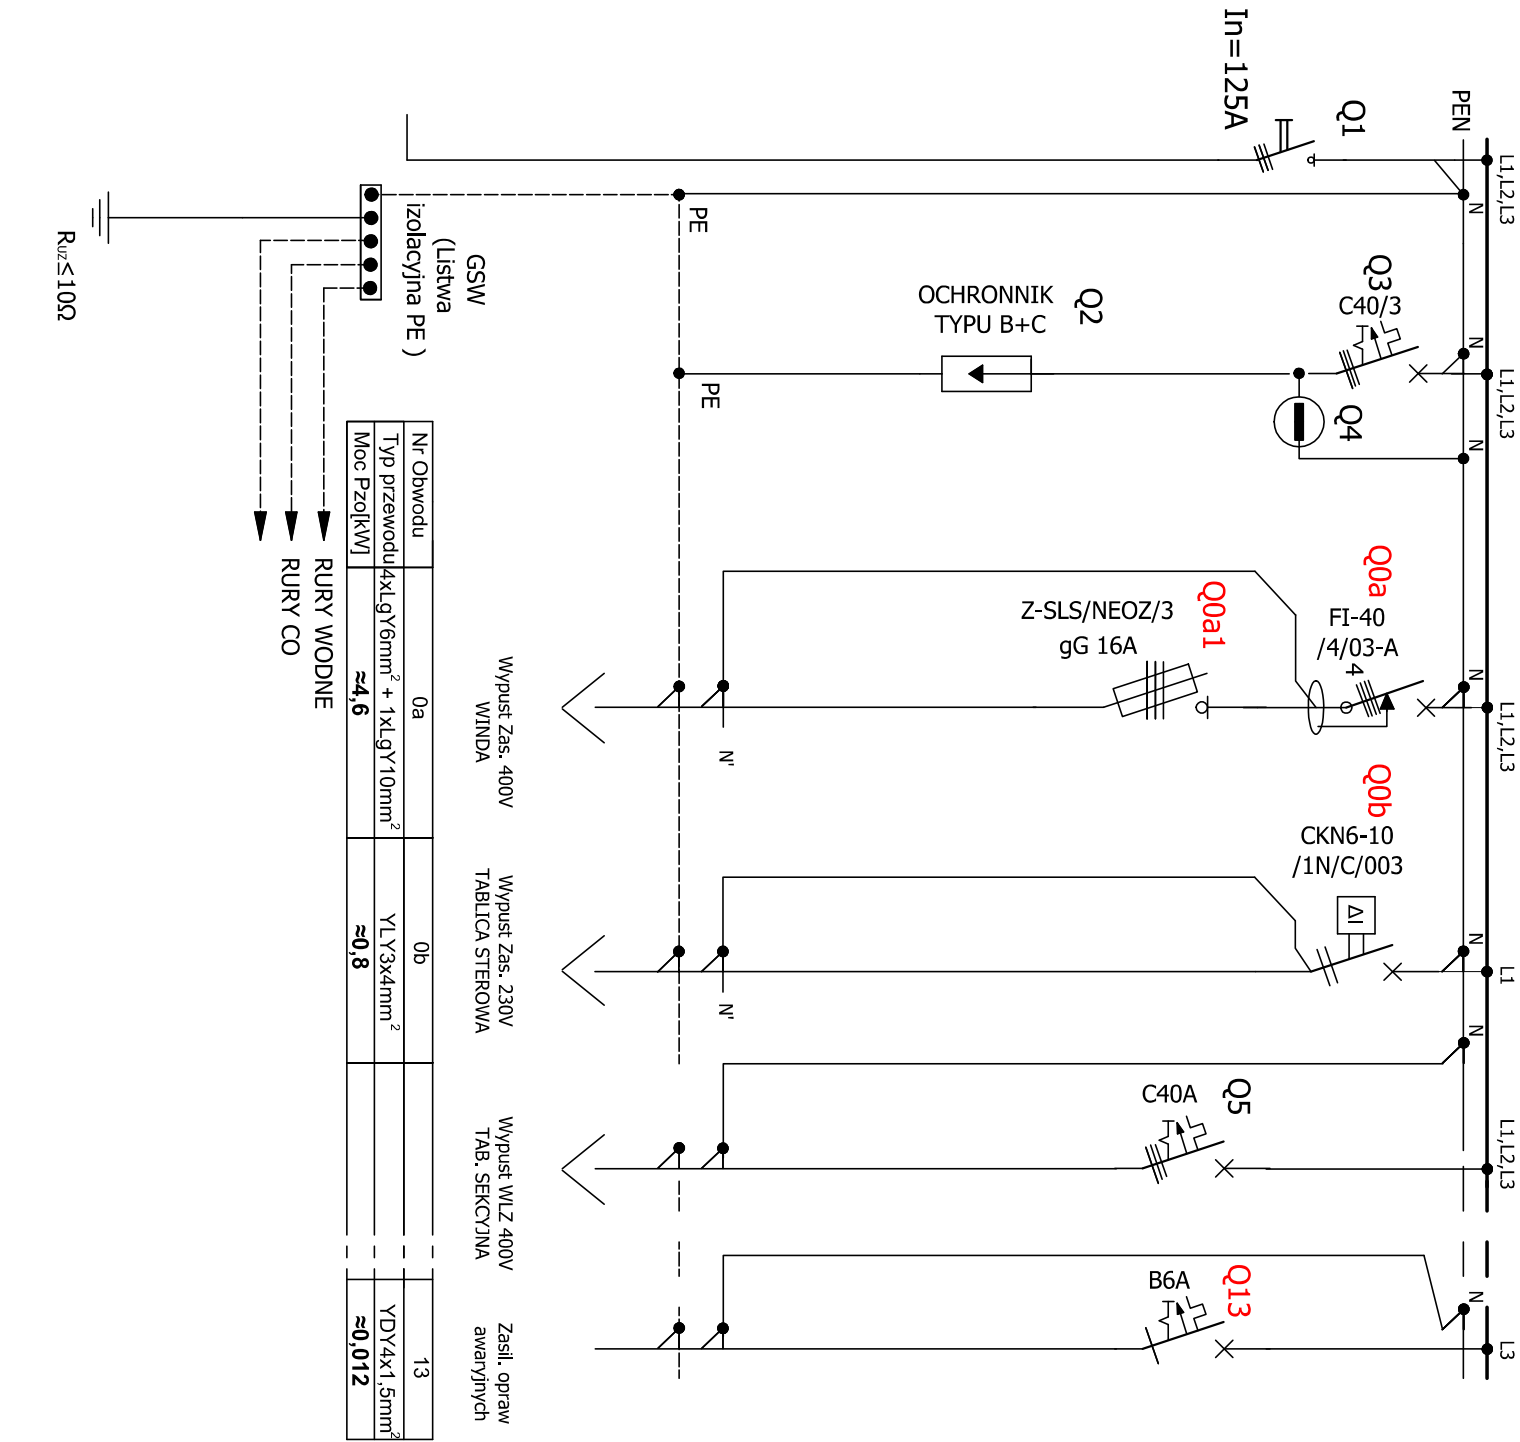 In=125A
Q1
PEN
L1,L2,L3
N
PE
GSW
(Listwa
izolacyjna PE )
Ruz≤10Ω
RURY WODNE
RURY CO
OCHRONNIK
TYPU B+C
Q2
Q3
C40/3
Q4
PE
N
L1,L2,L3
N
Q0a
FI-40
/4/03-A
4
Q0a1
Z-SLS/NEOZ/3
gG 16A
N
L1,L2,L3
N'
Wypust Zas. 400V
WINDA
Q0b
CKN6-10
/1N/C/003
ΔI
N
L1
N'
Wypust Zas. 230V
TABLICA STEROWA
N
Q5
C40A
L1,L2,L3
Wypust WLZ 400V
TAB. SEKCYJNA
Q13
B6A
N
L3
Zasil. opraw
awaryjnych
Nr Obwodu 0a 0b 13
Typ przewodu 4xLgY6mm² + 1xLgY10mm² YLY3x4mm² YDY4x1,5mm²
Moc Pzo[kW] ≈4,6 ≈0,8 ≈0,012